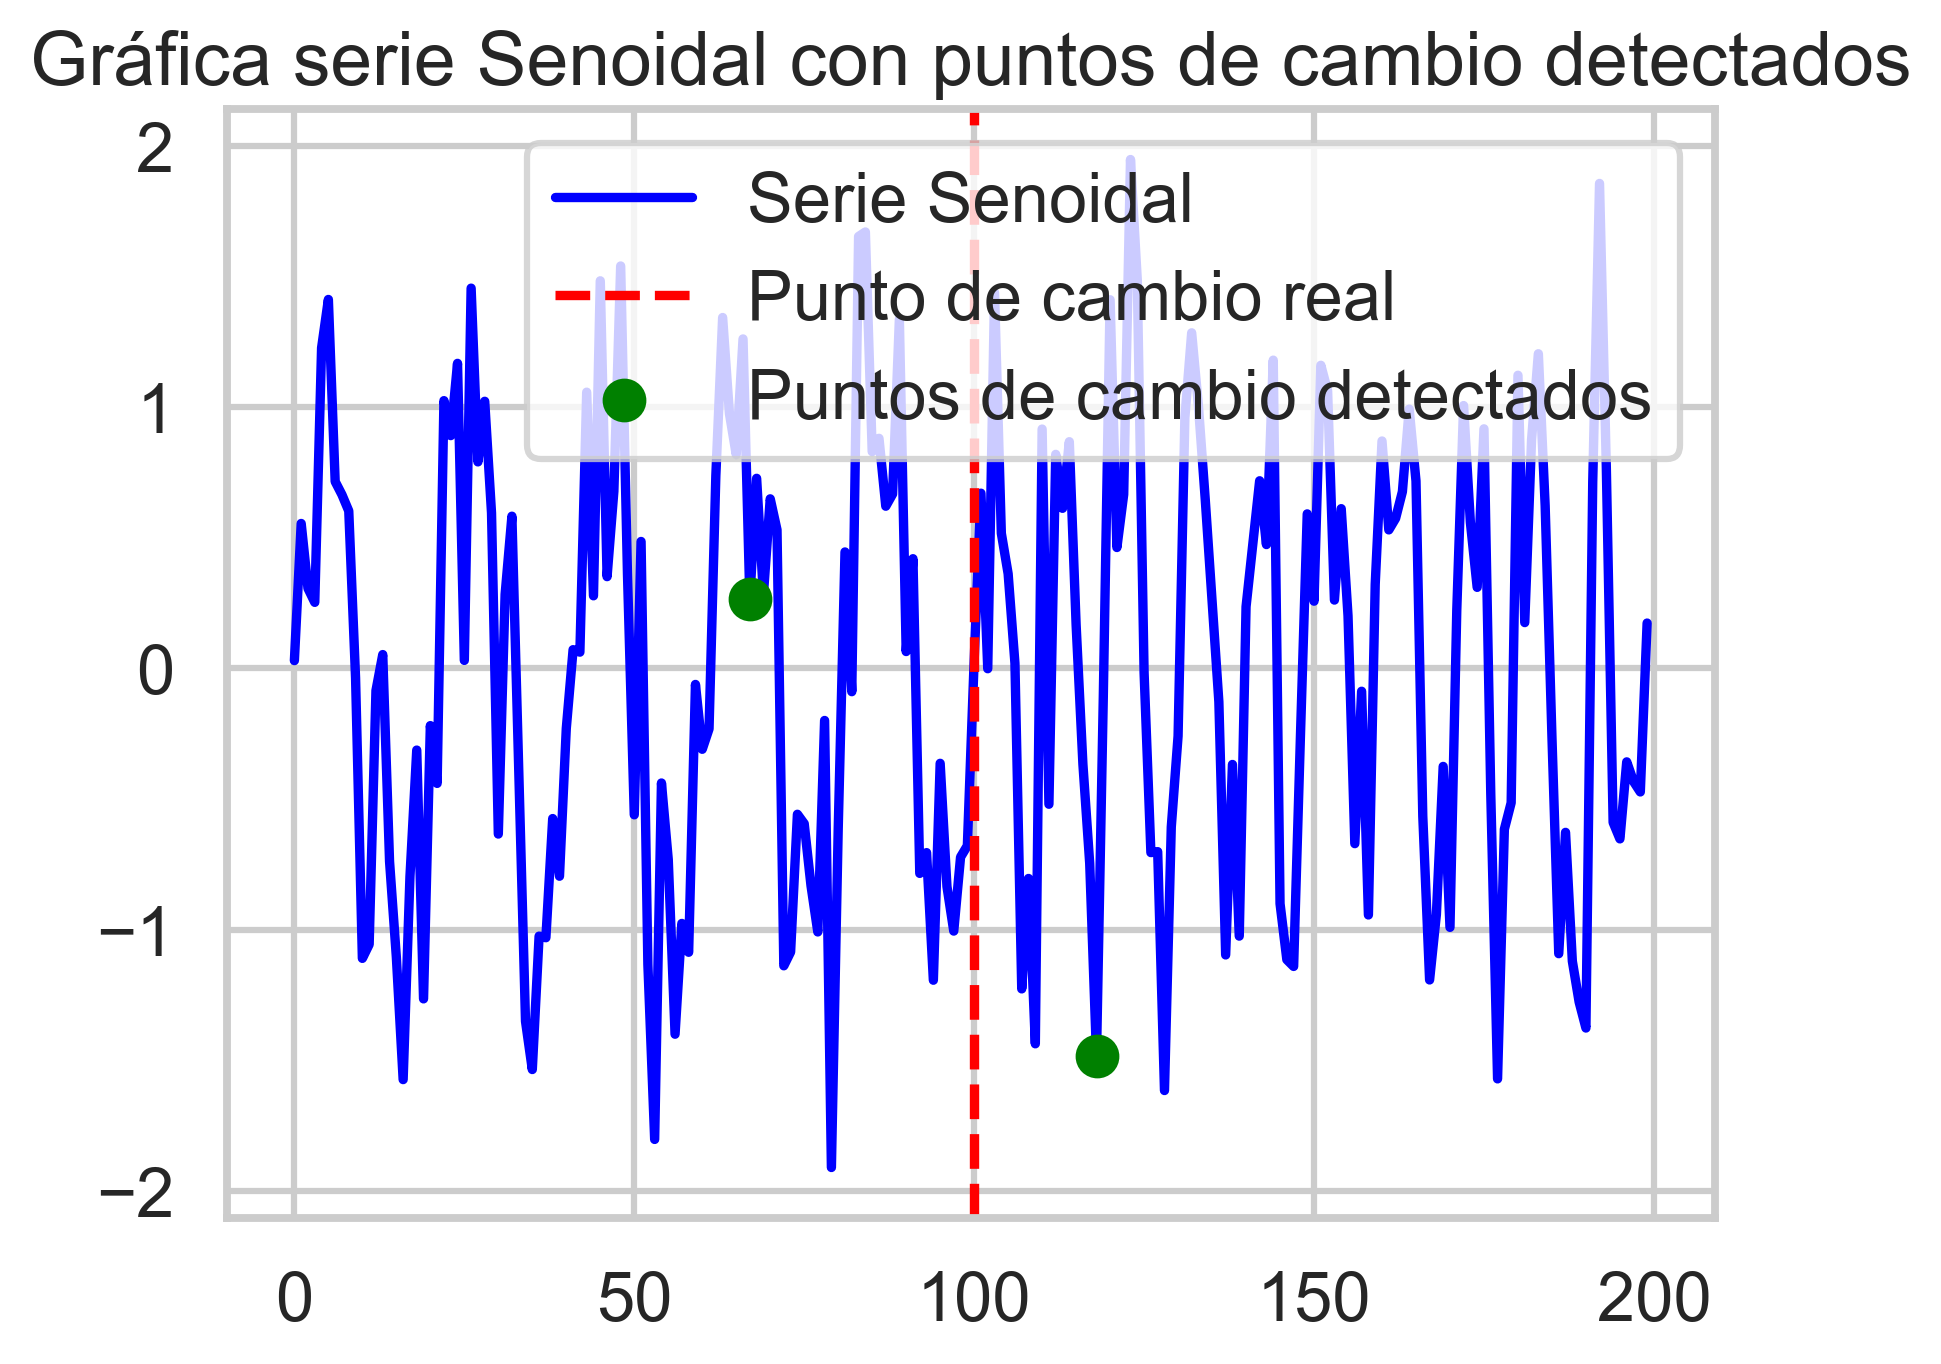 Gráfica serie Senoidal con puntos de cambio detectados
2
1
0
−1
−2
Serie Senoidal
Punto de cambio real
Puntos de cambio detectados
0 50 100 150 200